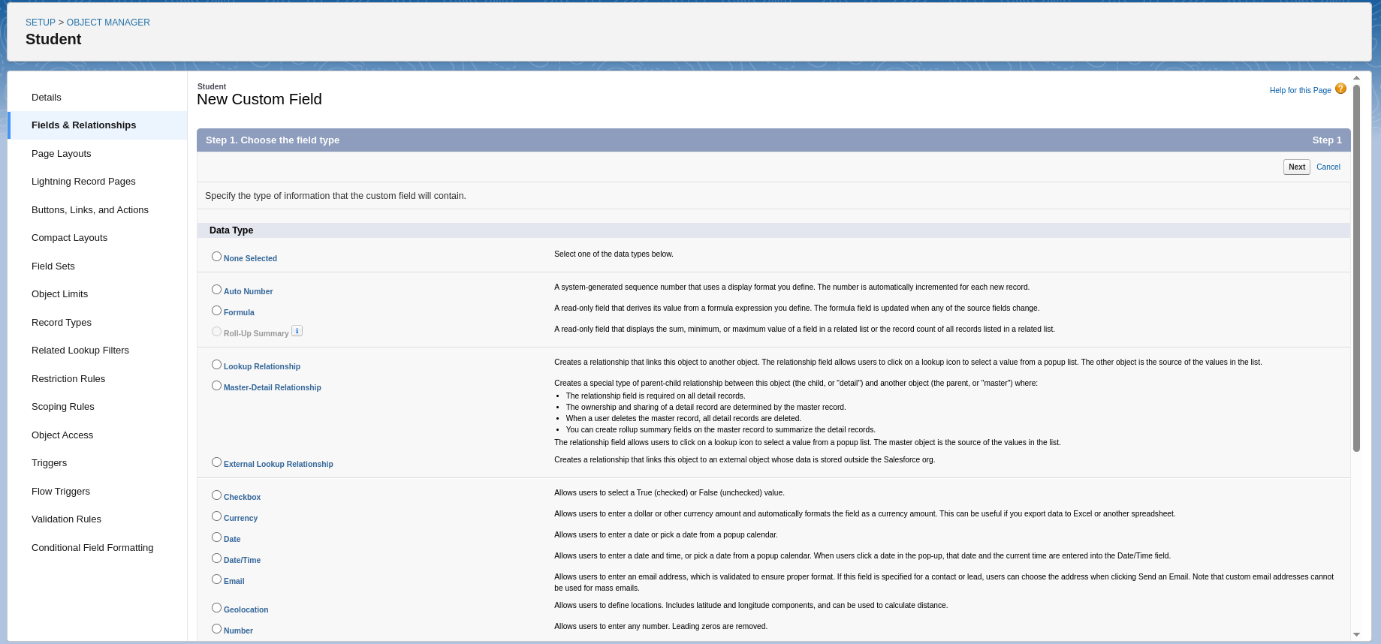 SETUP > OBJECT MANAGER
Student
Details
Fields & Relationships
Page Layouts
Lightning Record Pages
Buttons, Links, and Actions
Compact Layouts
Field Sets
Object Limits
Record Types
Related Lookup Filters
Restriction Rules
Scoping Rules
Object Access
Triggers
Flow Triggers
Validation Rules
Conditional Field Formatting
Student
New Custom Field
Help for this Page ?
Step 1. Choose the field type Step 1
Next Cancel
Specify the type of information that the custom field will contain.
Data Type
None Selected Select one of the data types below.
Auto Number A system-generated sequence number that uses a display format you define. The number is automatically incremented for each new record.
Formula A read-only field that derives its value from a formula expression you define. The formula field is updated when any of the source fields change.
Roll-Up Summary i A read-only field that displays the sum, minimum, or maximum value of a field in a related list or the record count of all records listed in a related list.
Lookup Relationship Creates a relationship that links this object to another object. The relationship field allows users to click on a lookup icon to select a value from a popup list. The other object is the source of the values in the list.
Master-Detail Relationship Creates a special type of parent-child relationship between this object (the child, or "detail") and another object (the parent, or "master") where:
• The relationship field is required on all detail records.
• The ownership and sharing of a detail record are determined by the master record.
• When a user deletes the master record, all detail records are deleted.
• You can create rollup summary fields on the master record to summarize the detail records.
The relationship field allows users to click on a lookup icon to select a value from a popup list. The master object is the source of the values in the list.
External Lookup Relationship Creates a relationship that links this object to an external object whose data is stored outside the Salesforce org.
Checkbox Allows users to select a True (checked) or False (unchecked) value.
Currency Allows users to enter a dollar or other currency amount and automatically formats the field as a currency amount. This can be useful if you export data to Excel or another spreadsheet.
Date Allows users to enter a date or pick a date from a popup calendar.
Date/Time Allows users to enter a date and time, or pick a date from a popup calendar. When users click a date in the pop-up, that date and the current time are entered into the Date/Time field.
Email Allows users to enter an email address, which is validated to ensure proper format. If this field is specified for a contact or lead, users can choose the address when clicking Send an Email. Note that custom email addresses cannot
be used for mass emails.
Geolocation Allows users to define locations. Includes latitude and longitude components, and can be used to calculate distance.
Number Allows users to enter any number. Leading zeros are removed.